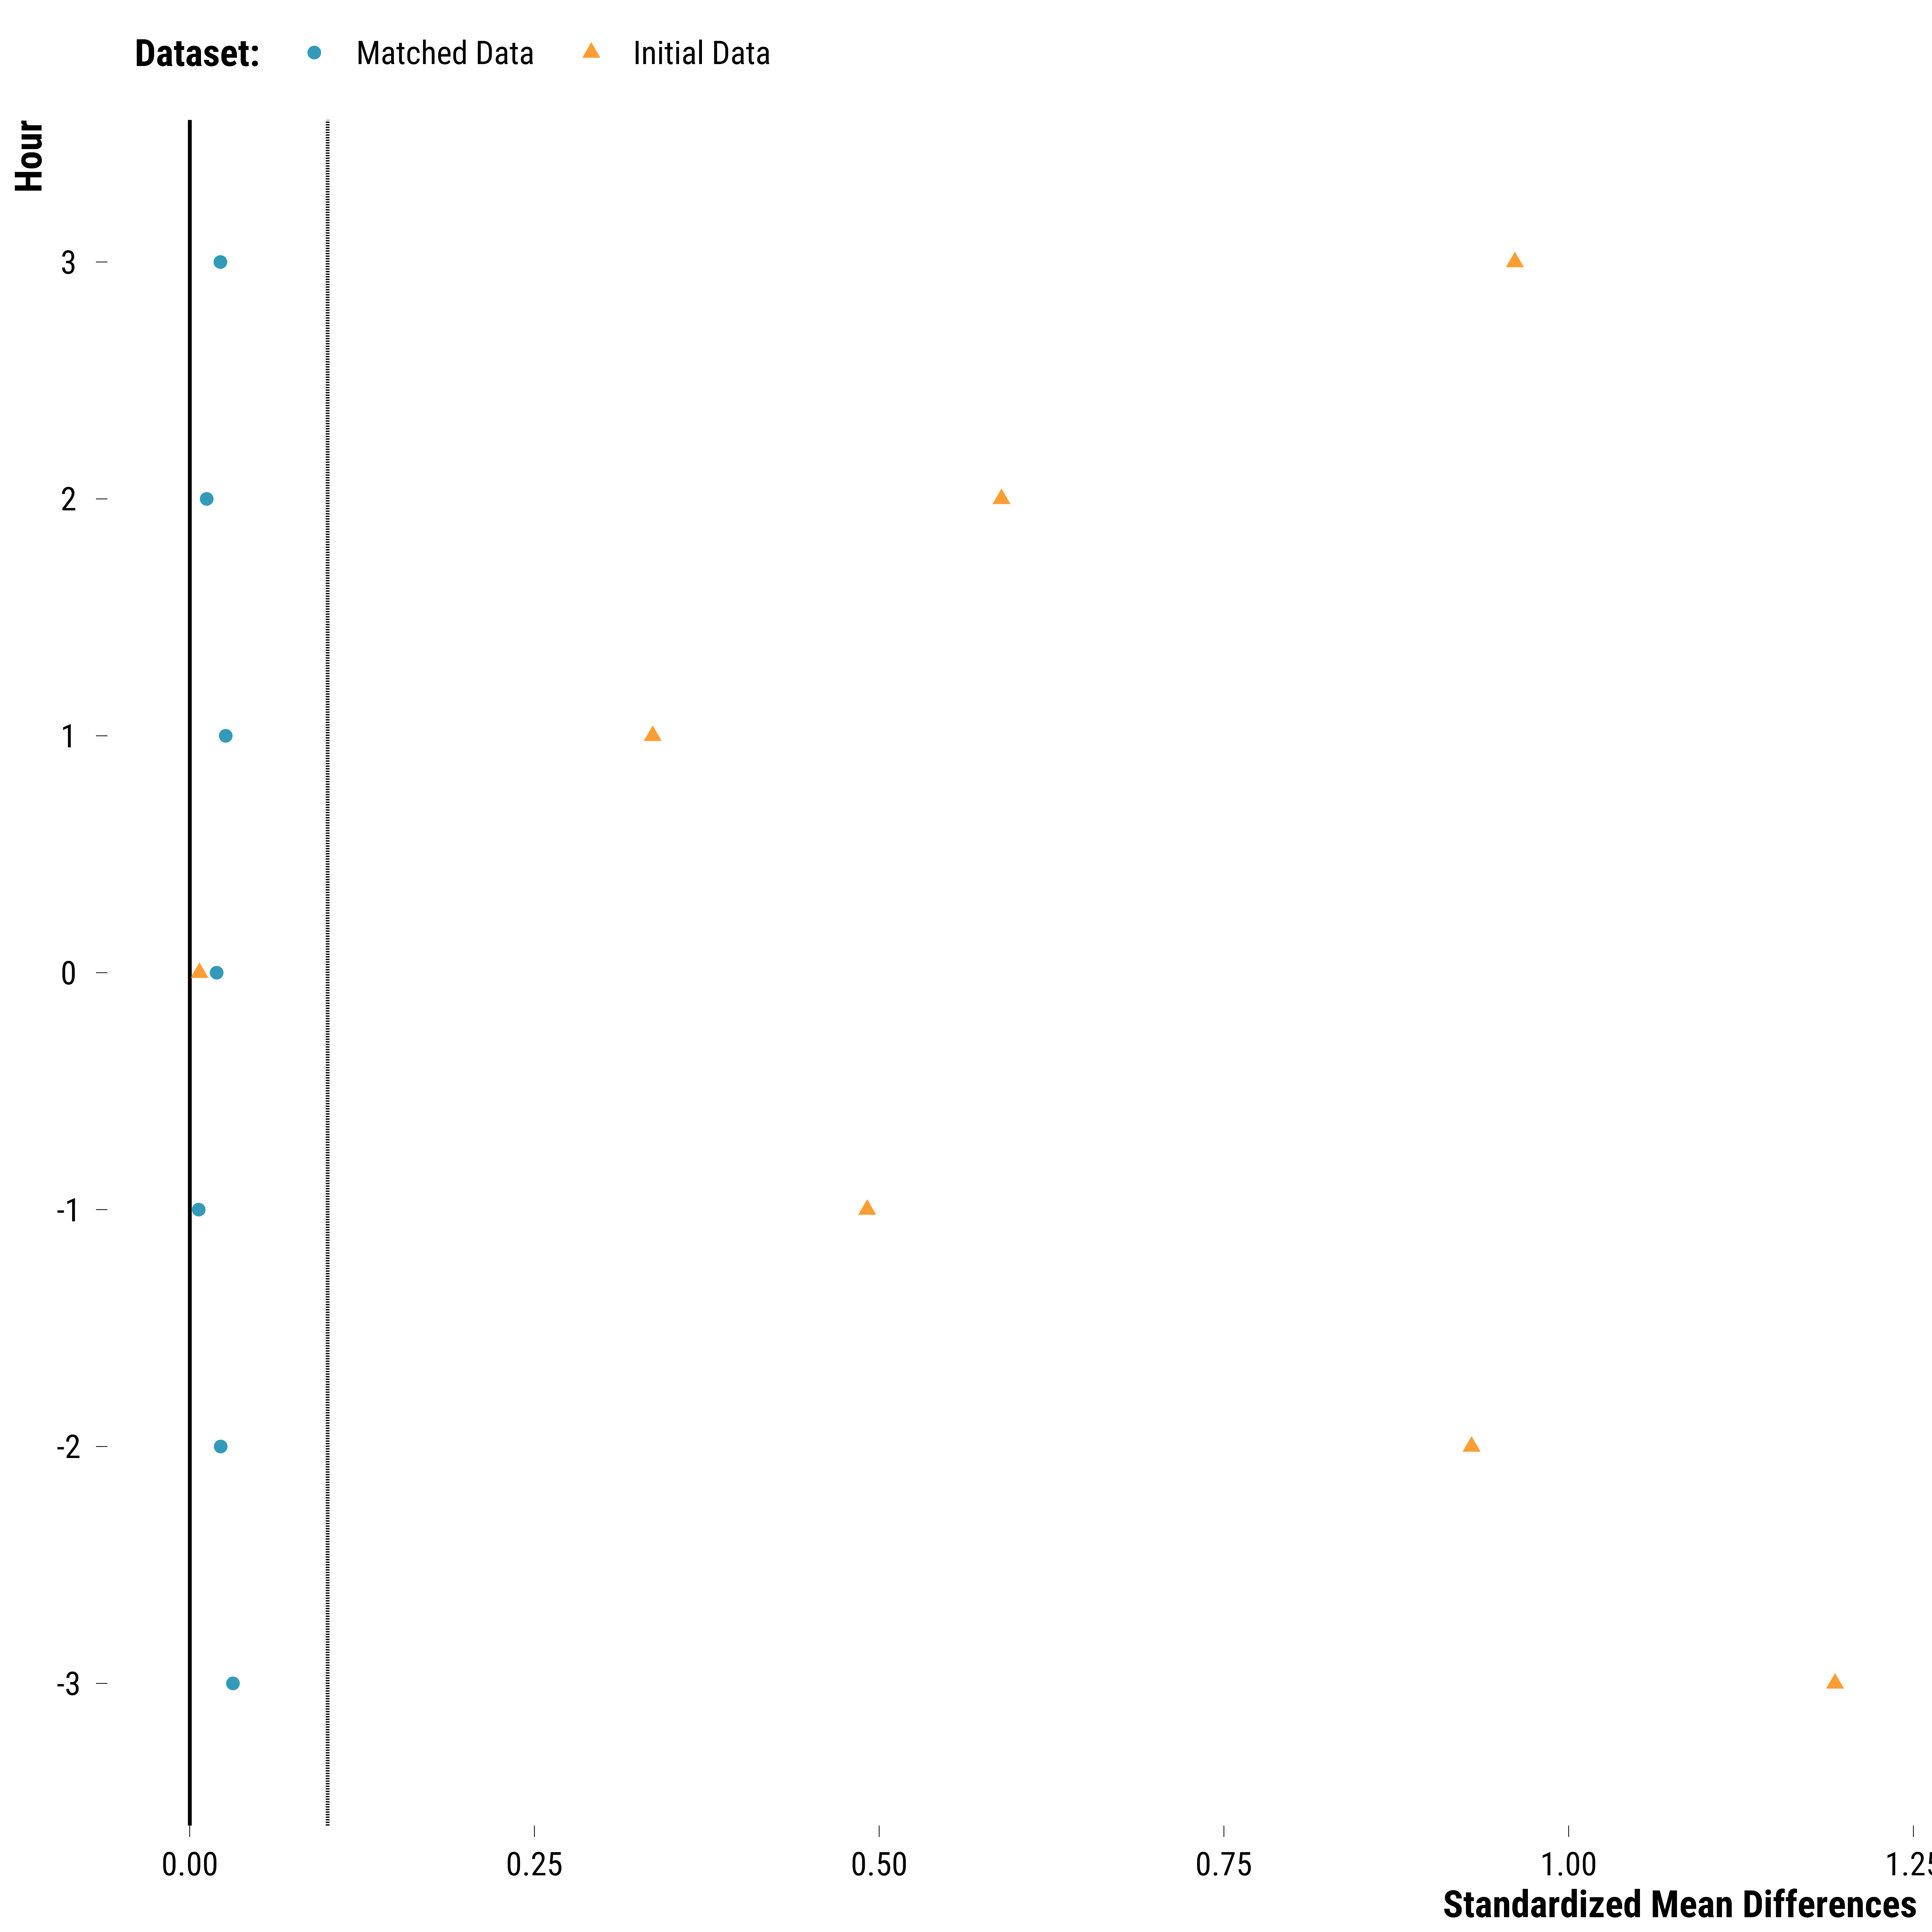 Dataset: Matched Data Initial Data
Hour
3
2
1
0
-1
-2
-3
0.00 0.25 0.50 0.75 1.00 1.25
Standardized Mean Differences